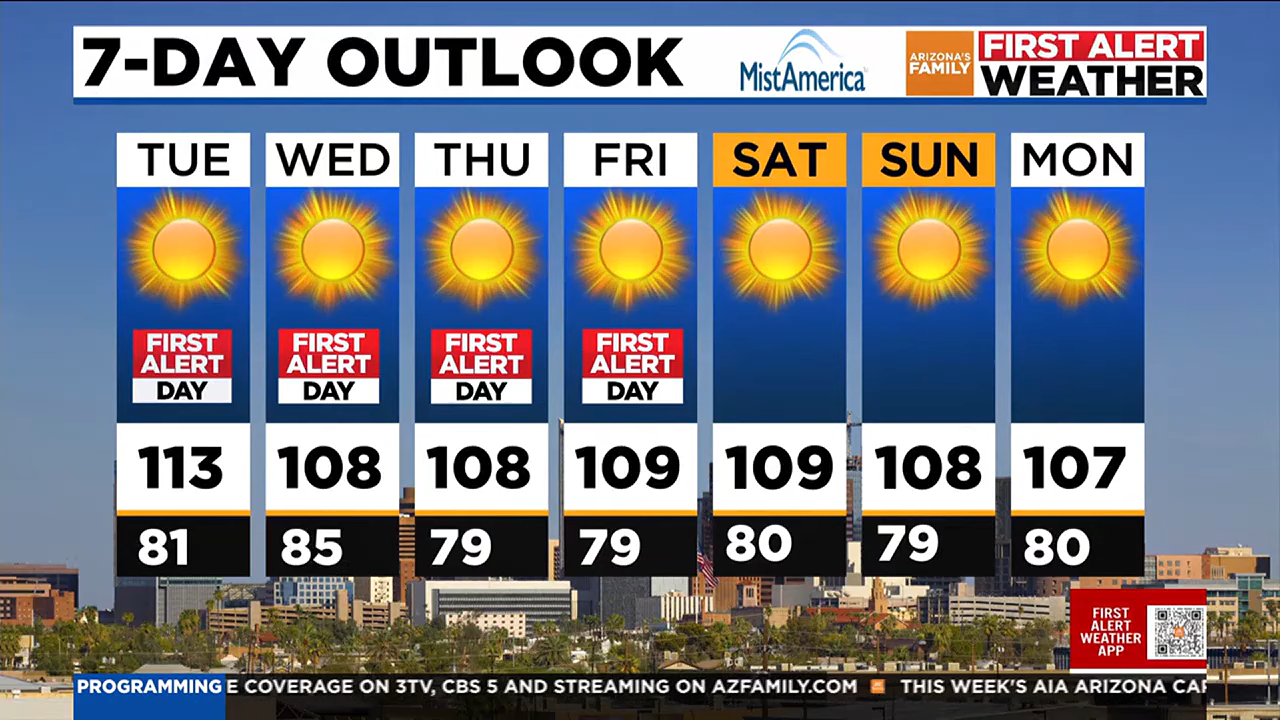 7-DAY OUTLOOK
MistAmerica
ARIZONA'S
FAMILY
FIRST ALERT
WEATHER
TUE WED THU FRI SAT SUN MON
FIRST
ALERT
DAY
FIRST
ALERT
DAY
FIRST
ALERT
DAY
FIRST
ALERT
DAY
113 108 108 109 109 108 107
81 85 79 79 80 79 80
FIRST
ALERT
WEATHER
APP
PROGRAMMING E COVERAGE ON 3TV, CBS 5 AND STREAMING ON AZFAMILY.COM THIS WEEK'S AIA ARIZONA CAR